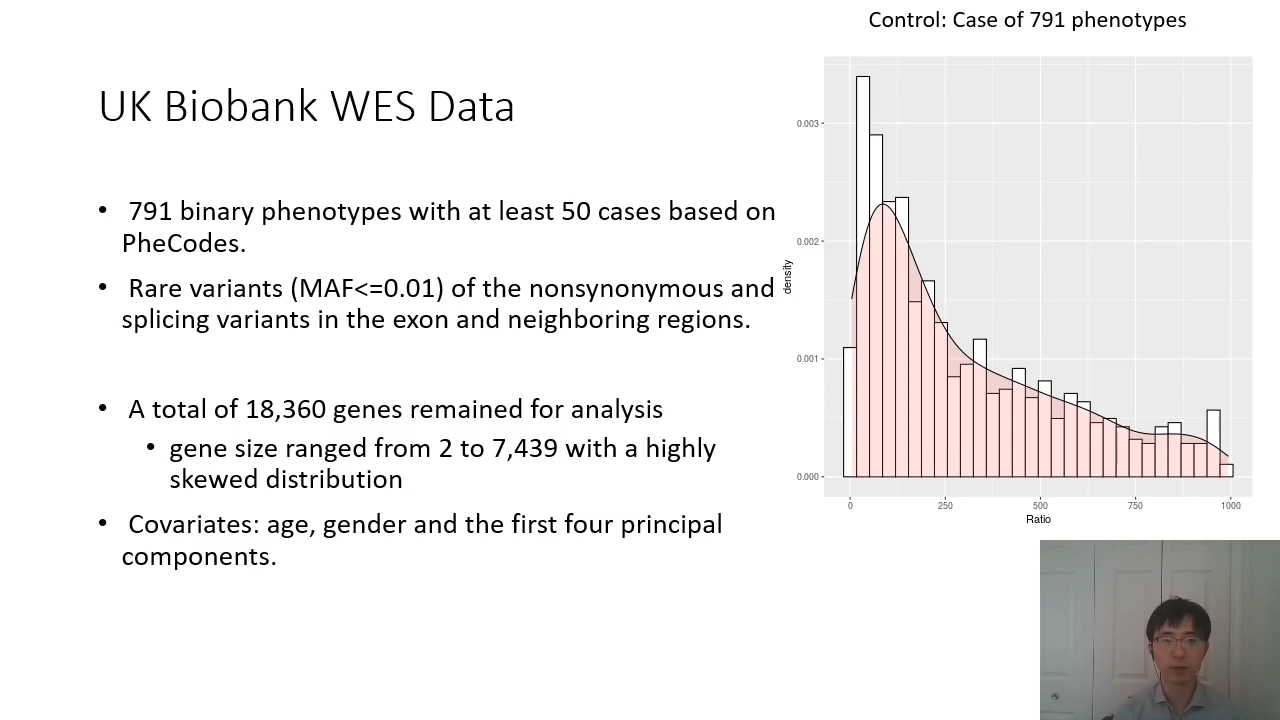 Control: Case of 791 phenotypes
UK Biobank WES Data
• 791 binary phenotypes with at least 50 cases based on
PheCodes.
• Rare variants (MAF<=0.01) of the nonsynonymous and
splicing variants in the exon and neighboring regions.
• A total of 18,360 genes remained for analysis
• gene size ranged from 2 to 7,439 with a highly
skewed distribution
• Covariates: age, gender and the first four principal
components.
density
0.003
0.002
0.001
0.000
0 250 500 750 1000
Ratio